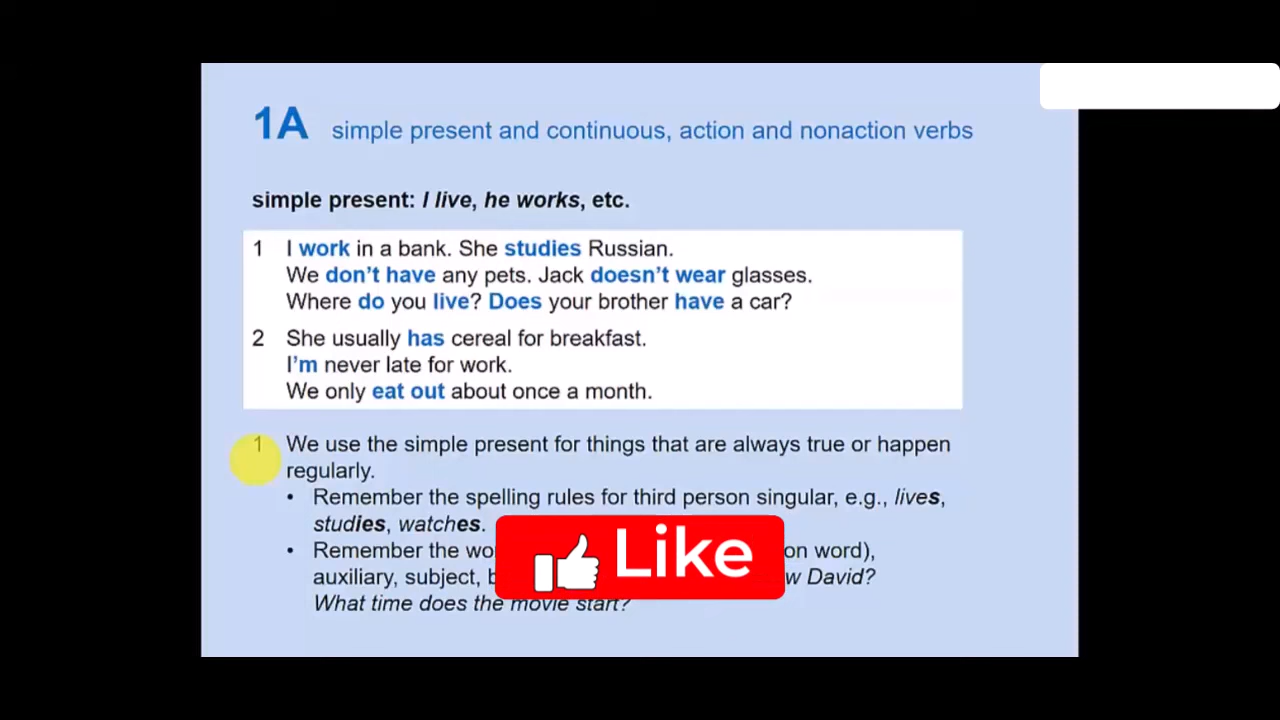 1A simple present and continuous, action and nonaction verbs
simple present: I live, he works, etc.
1 I work in a bank. She studies Russian.
We don't have any pets. Jack doesn't wear glasses.
Where do you live? Does your brother have a car?
2 She usually has cereal for breakfast.
I'm never late for work.
We only eat out about once a month.
1 We use the simple present for things that are always true or happen
regularly.
• Remember the spelling rules for third person singular, e.g., lives,
studies, watches.
• Remember the on word),
auxiliary, subject, David?
What time does the movie start?
Like